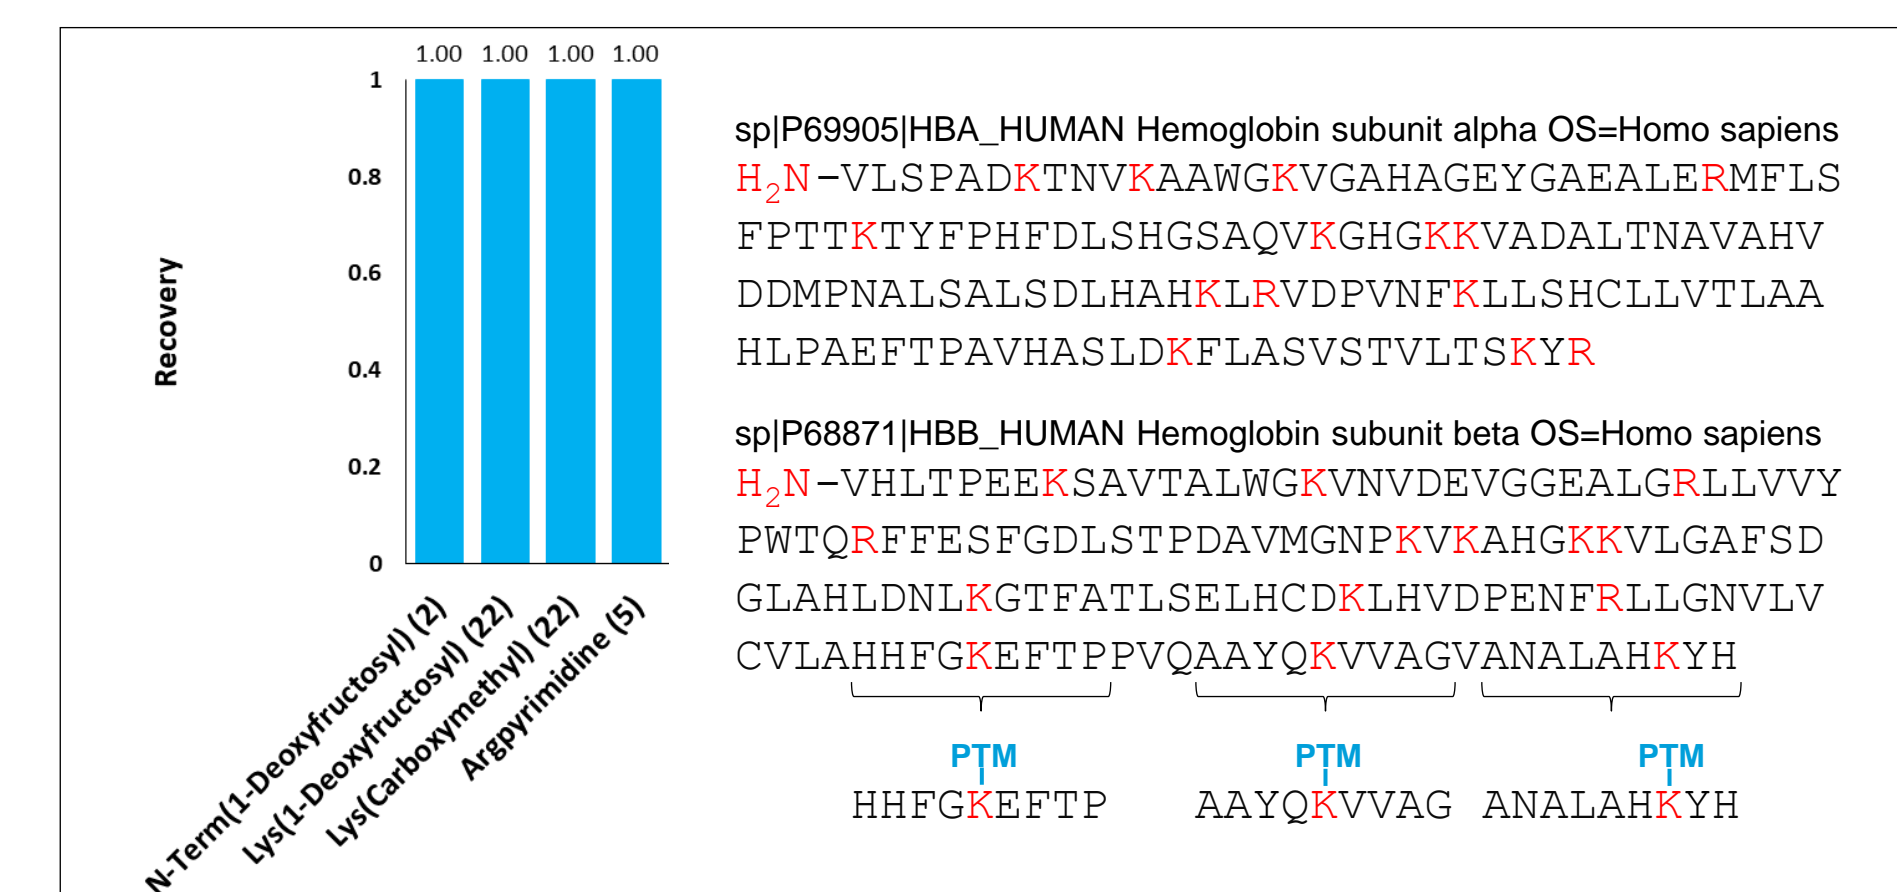 1.00 1.00 1.00 1.00
1
0.8
0.6
0.4
0.2
0
Recovery
N-Term(1-Deoxyfructosyl) (2)
Lys(1-Deoxyfructosyl) (22)
Lys(Carboxymethyl) (22)
Argpyrimidine (5)
sp|P69905|HBA_HUMAN Hemoglobin subunit alpha OS=Homo sapiens
H₂N-VLSPADKTNVKAAWGKVGAHAGEYGAEALERMFLS
FPTTKTYFPHFDLSHGSAQVKGHGKKVADALTNAVAHV
DDMPNALSALSDLHAHKLRVDPVNFKLLSHCLLVTLAA
HLPAEFTPAVHASLDKFLASVSTVLTSKYR
sp|P68871|HBB_HUMAN Hemoglobin subunit beta OS=Homo sapiens
H₂N-VHLTPEEKSAVTALWGKVNVDEVGGEALGRLLVVY
PWTQRFFESFGDLSTPDAVMGNPKVKAHGKKVLGAFSD
GLAHLDNLKGTFATLSELHCDKLHVDPENFRLLGNVLV
CVLAHHFGKEFTPPVQAAYQKVVAGVANALAHKYH
PTM PTM PTM
HHFGKEFTP AAYQKVVAG ANALAHKYH